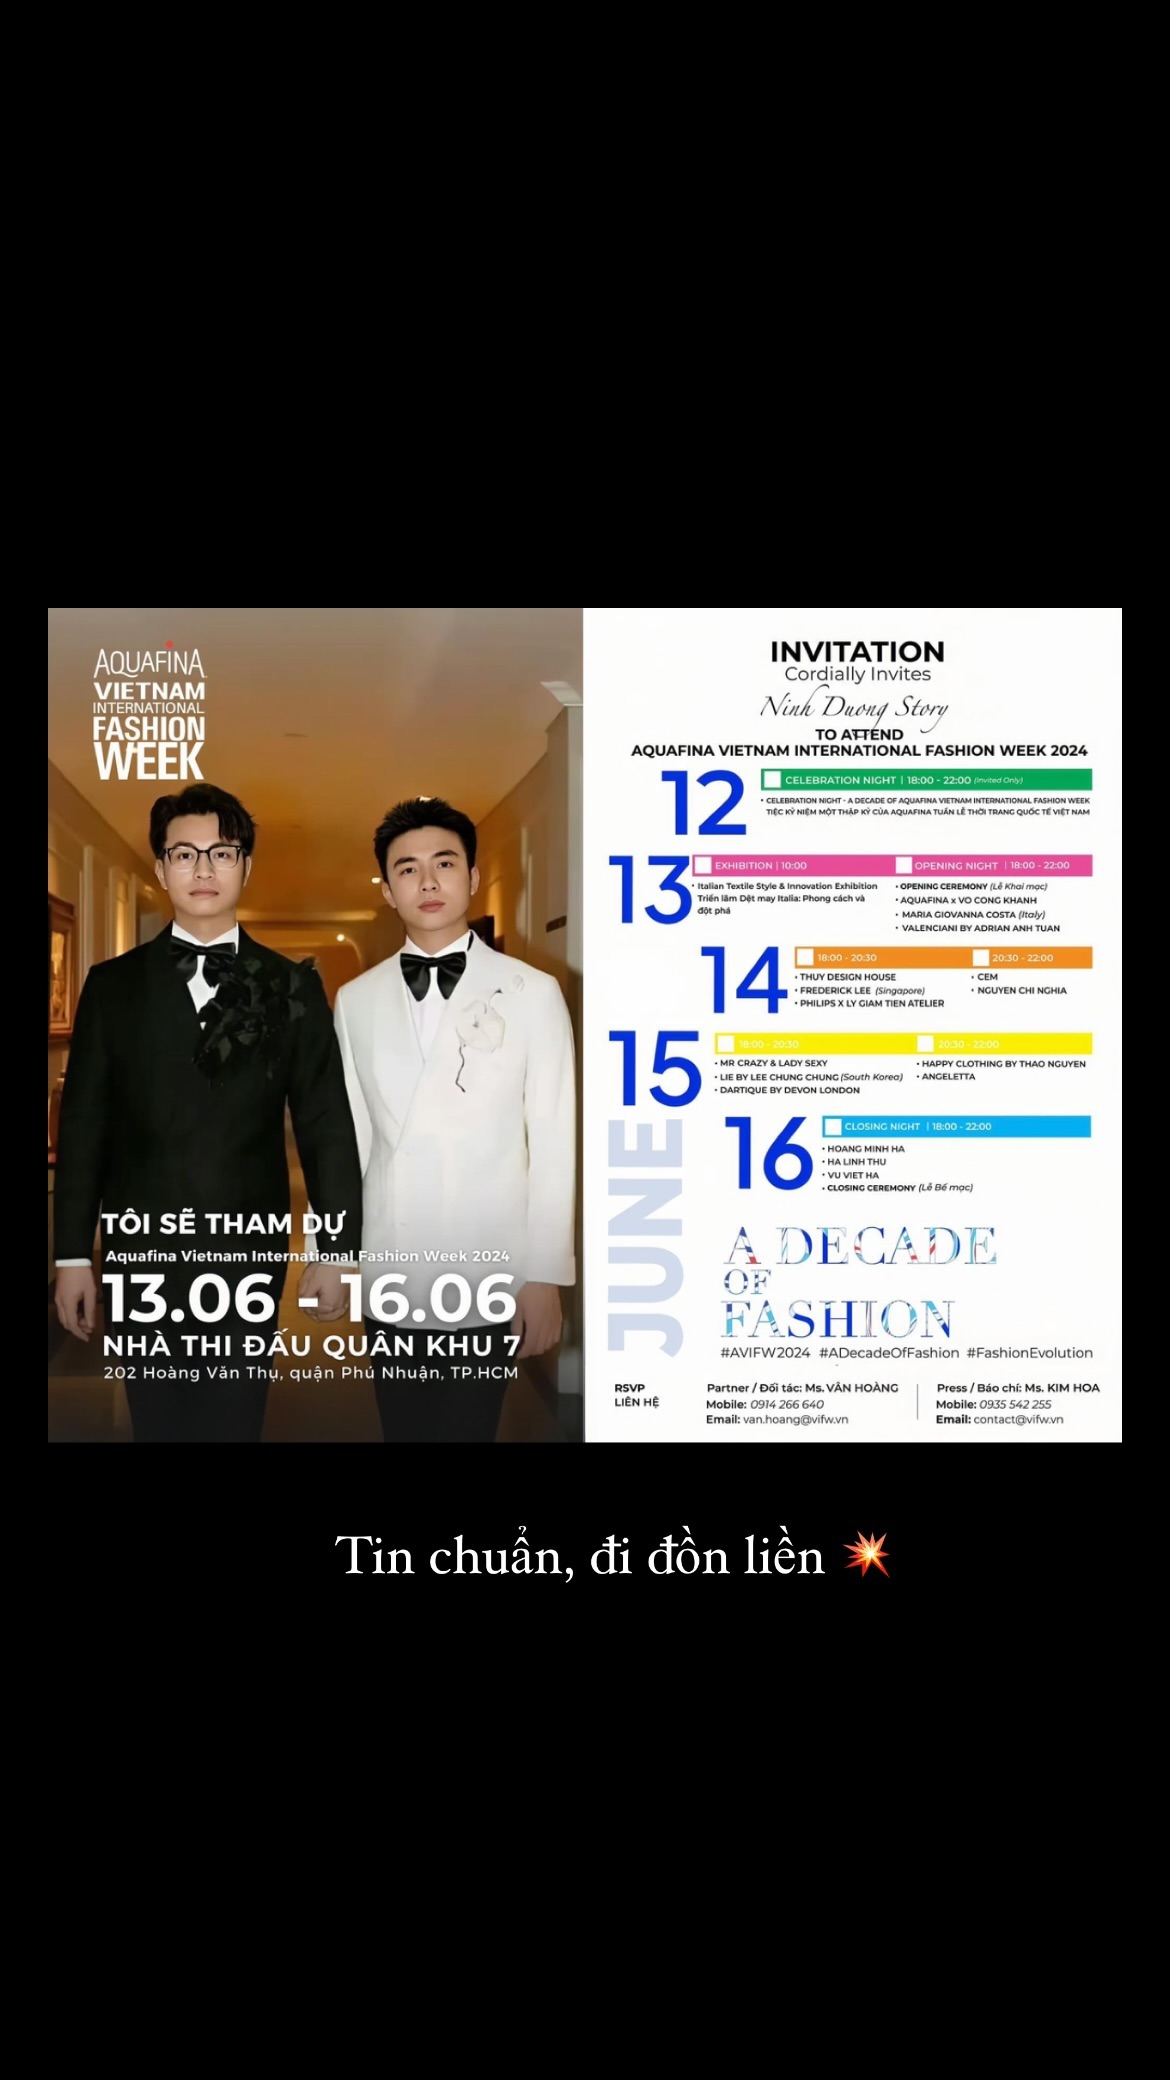 AQUAFINA
VIETNAM
INTERNATIONAL
FASHION
WEEK
TÔI SẼ THAM DỰ
Aquafina Vietnam International Fashion Week 2024
13.06 - 16.06
NHÀ THI ĐẤU QUÂN KHU 7
202 Hoàng Văn Thụ, quận Phú Nhuận, TP.HCM
INVITATION
Cordially Invites
Ninh Duong Story
TO ATTEND
AQUAFINA VIETNAM INTERNATIONAL FASHION WEEK 2024
12
CELEBRATION NIGHT | 18:00 - 22:00 (Invited Only)
• CELEBRATION NIGHT - A DECADE OF AQUAFINA VIETNAM INTERNATIONAL FASHION WEEK
TIỆC KỶ NIỆM MỘT THẬP KỶ CỦA AQUAFINA TUẦN LỄ THỜI TRANG QUỐC TẾ VIỆT NAM
13
EXHIBITION | 10:00
• Italian Textile Style & Innovation Exhibition
Triển lãm Dệt may Italia: Phong cách và
đột phá
OPENING NIGHT | 18:00 - 22:00
• OPENING CEREMONY (Lễ Khai mạc)
• AQUAFINA x VO CONG KHANH
• MARIA GIOVANNA COSTA (Italy)
• VALENCIANI BY ADRIAN ANH TUAN
14
18:00 - 20:30
• THUY DESIGN HOUSE
• FREDERICK LEE (Singapore)
• PHILIPS X LY GIAM TIEN ATELIER
20:30 - 22:00
• CEM
• NGUYEN CHI NGHIA
15
18:00 - 20:30
• MR CRAZY & LADY SEXY
• LIE BY LEE CHUNG CHUNG (South Korea)
• DARTIQUE BY DEVON LONDON
20:30 - 22:00
• HAPPY CLOTHING BY THAO NGUYEN
• ANGELETTA
16
CLOSING NIGHT | 18:00 - 22:00
• HOANG MINH HA
• HA LINH THU
• VU VIET HA
• CLOSING CEREMONY (Lễ Bế mạc)
JUNE
A DECADE
OF
FASHION
#AVIFW2024 #ADecadeOfFashion #FashionEvolution
RSVP
LIÊN HỆ
Partner / Đối tác: Ms. VÂN HOÀNG
Mobile: 0914 266 640
Email: van.hoang@vifw.vn
Press / Báo chí: Ms. KIM HOA
Mobile: 0935 542 255
Email: contact@vifw.vn
Tin chuẩn, đi đồn liền 💥